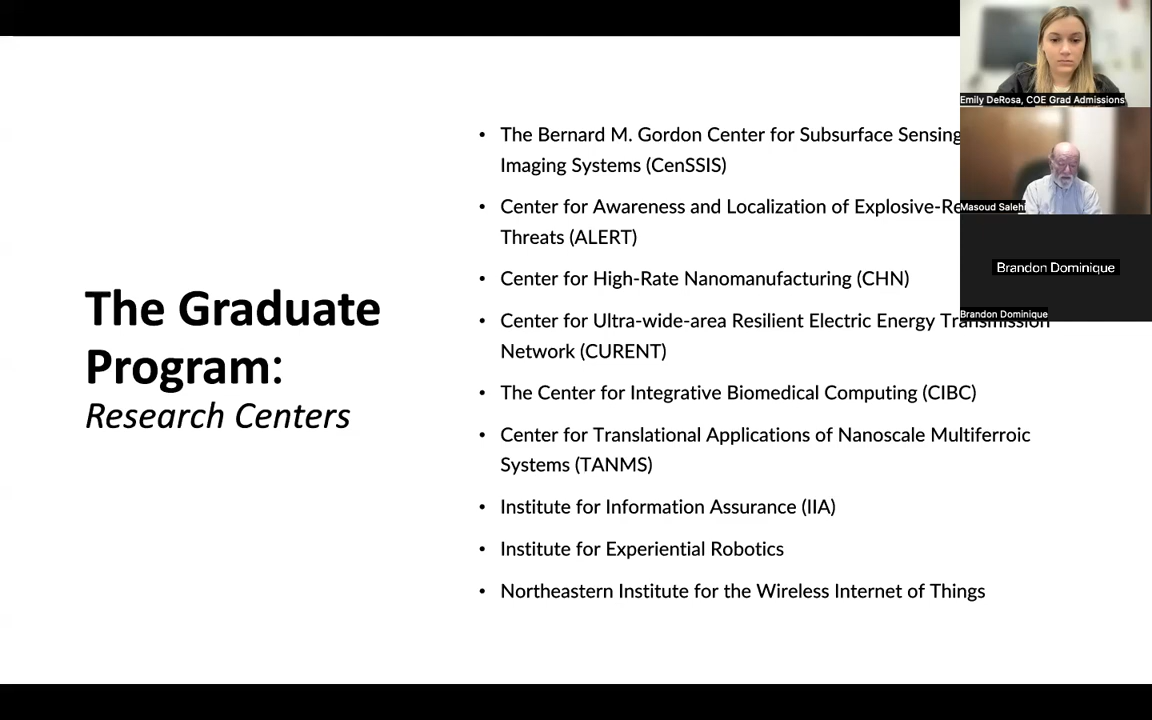 The Graduate
Program:
Research Centers
• The Bernard M. Gordon Center for Subsurface Sensing
Imaging Systems (CenSSIS)
• Center for Awareness and Localization of
Threats (ALERT)
• Center for High-Rate Nanomanufacturing (CHN)
• Center for Ultra-wide-area Resilient Electric Energy Transmission
Network (CURENT)
• The Center for Integrative Biomedical Computing (CIBC)
• Center for Translational Applications of Nanoscale Multiferroic
Systems (TANMS)
• Institute for Information Assurance (IIA)
• Institute for Experiential Robotics
• Northeastern Institute for the Wireless Internet of Things
Emily DeRosa, COE Grad Admissions
Masoud Salehi
Brandon Dominique
Brandon Dominique